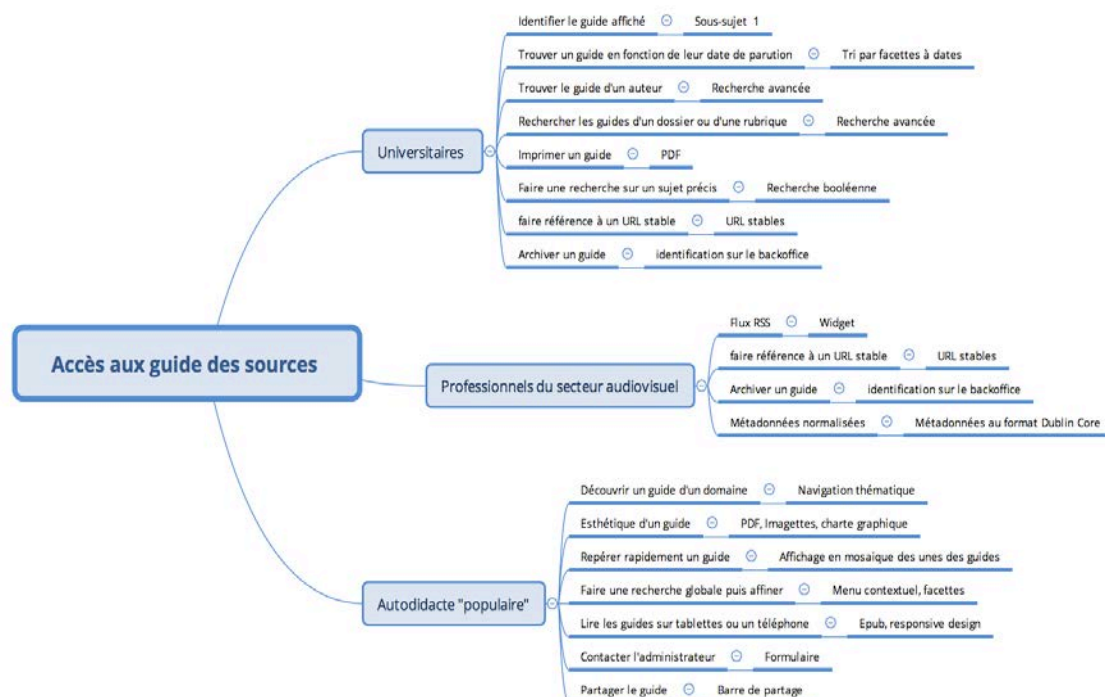 Accès aux guide des sources
Universitaires
Identifier le guide affiché Sous-sujet 1
Trouver un guide en fonction de leur date de parution Tri par facettes à dates
Trouver le guide d'un auteur Recherche avancée
Rechercher les guides d'un dossier ou d'une rubrique Recherche avancée
Imprimer un guide PDF
Faire une recherche sur un sujet précis Recherche booléenne
faire référence à un URL stable URL stables
Archiver un guide identification sur le backoffice
Professionnels du secteur audiovisuel
Flux RSS Widget
faire référence à un URL stable URL stables
Archiver un guide identification sur le backoffice
Métadonnées normalisées Métadonnées au format Dublin Core
Autodidacte "populaire"
Découvrir un guide d'un domaine Navigation thématique
Esthétique d'un guide PDF, Imagettes, charte graphique
Repérer rapidement un guide Affichage en mosaique des unes des guides
Faire une recherche globale puis affiner Menu contextuel, facettes
Lire les guides sur tablettes ou un téléphone Epub, responsive design
Contacter l'administrateur Formulaire
Partager le guide Barre de partage